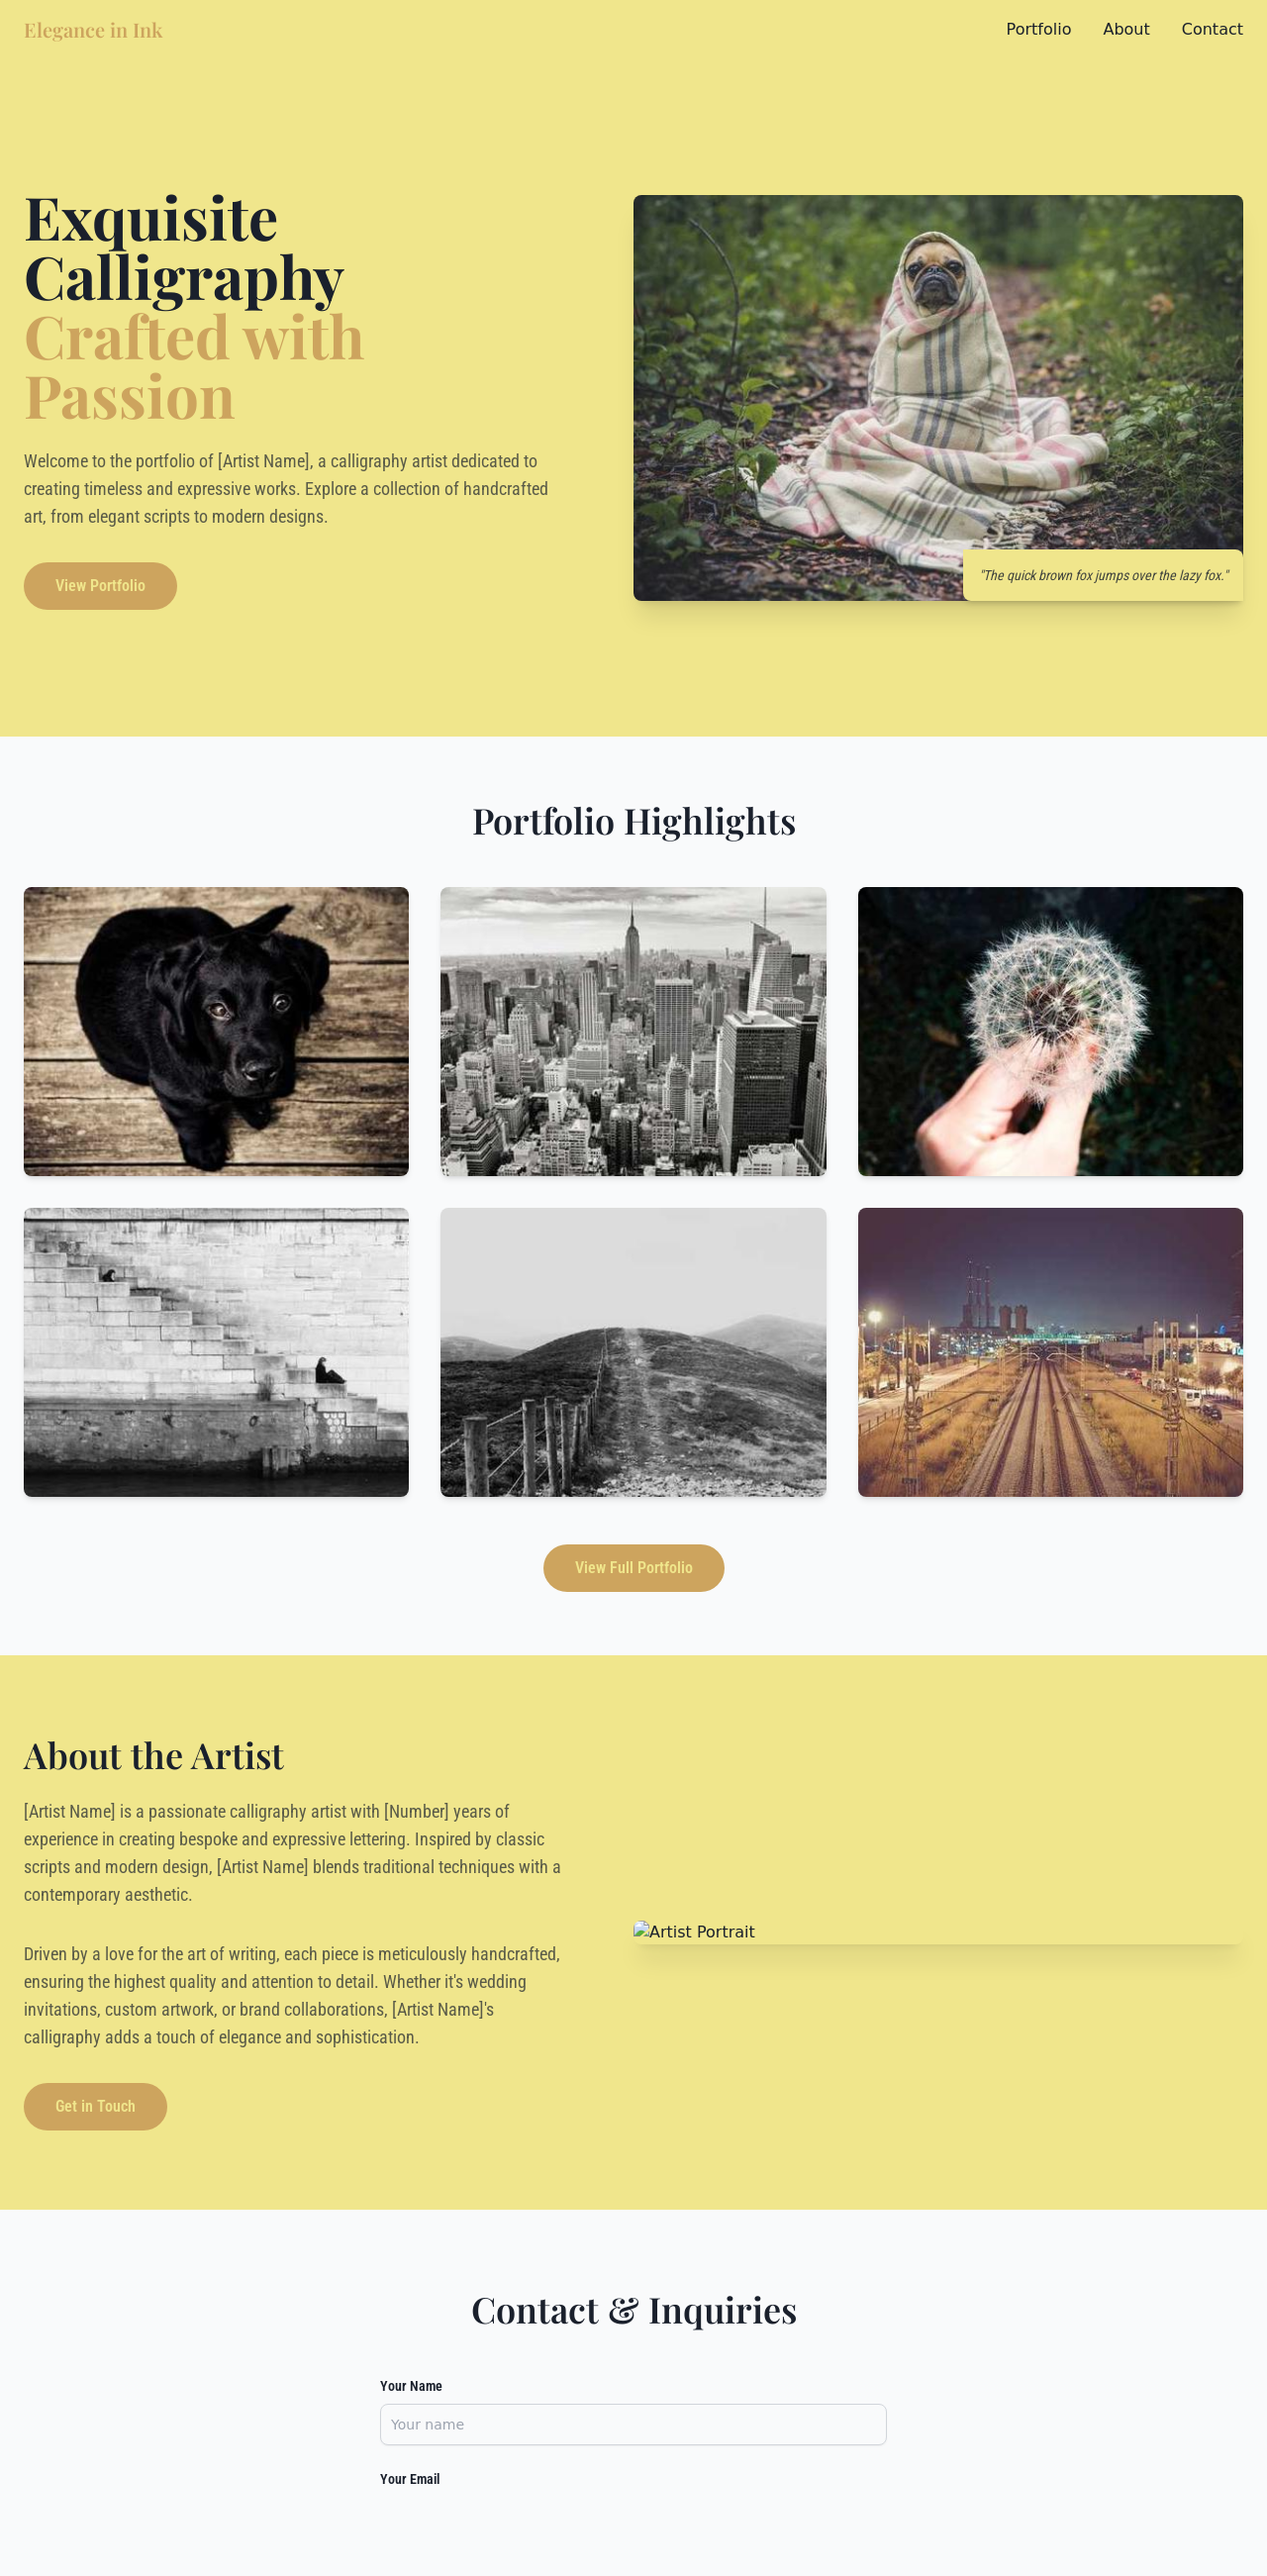 Elegance in Ink
Portfolio
About
Contact
Exquisite
Calligraphy
Crafted with
Passion
Welcome to the portfolio of [Artist Name], a calligraphy artist dedicated to
creating timeless and expressive works. Explore a collection of handcrafted
art, from elegant scripts to modern designs.
View Portfolio
"The quick brown fox jumps over the lazy fox."
Portfolio Highlights
View Full Portfolio
About the Artist
[Artist Name] is a passionate calligraphy artist with [Number] years of
experience in creating bespoke and expressive lettering. Inspired by classic
scripts and modern design, [Artist Name] blends traditional techniques with a
contemporary aesthetic.
Driven by a love for the art of writing, each piece is meticulously handcrafted,
ensuring the highest quality and attention to detail. Whether it's wedding
invitations, custom artwork, or brand collaborations, [Artist Name]'s
calligraphy adds a touch of elegance and sophistication.
Artist Portrait
Get in Touch
Contact & Inquiries
Your Name
Your name
Your Email